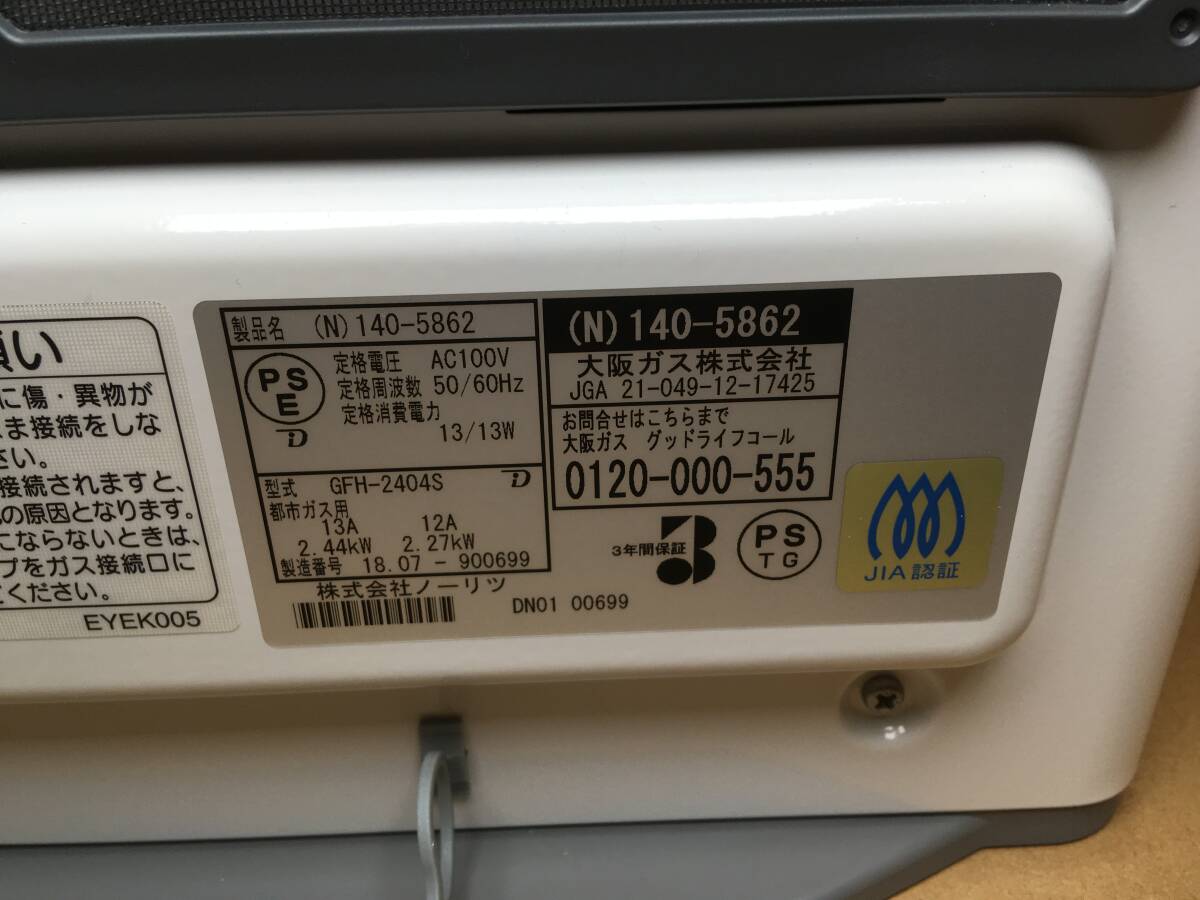 願い
に傷・異物が
ま接続をしな
さい。
接続されますと、
の原因となります。
にならないときは、
プをガス接続口に
ください。
EYEK005
製品名 (N) 140-5862
PS
E
定格電圧 AC100V
定格周波数 50/60Hz
定格消費電力
13/13W
型式 GFH-2404S
都市ガス用
13A 12A
2.44kW 2.27kW
製造番号 18.07 - 900699
株式会社ノーリツ
DN01 00699
(N) 140-5862
大阪ガス株式会社
JGA 21-049-12-17425
お問合せはこちらまで
大阪ガス グッドライフコール
0120-000-555
3年間保証
3
PS
TG
JIA 認証